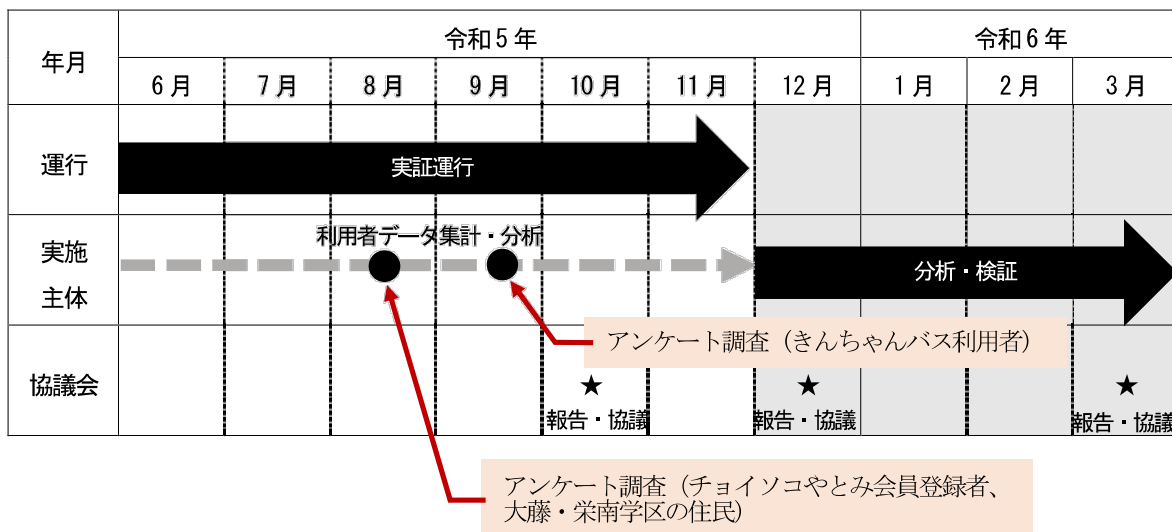 年月
令和5年
令和6年
6月
7月
8月
9月
10月
11月
12月
1月
2月
3月
運行
実証運行
実施
主体
利用者データ集計・分析
分析・検証
アンケート調査（きんちゃんバス利用者）
協議会
★
★
★
報告・協議
報告・協議
報告・協議
アンケート調査（チョイソコやとみ会員登録者、
大藤・栄南学区の住民）